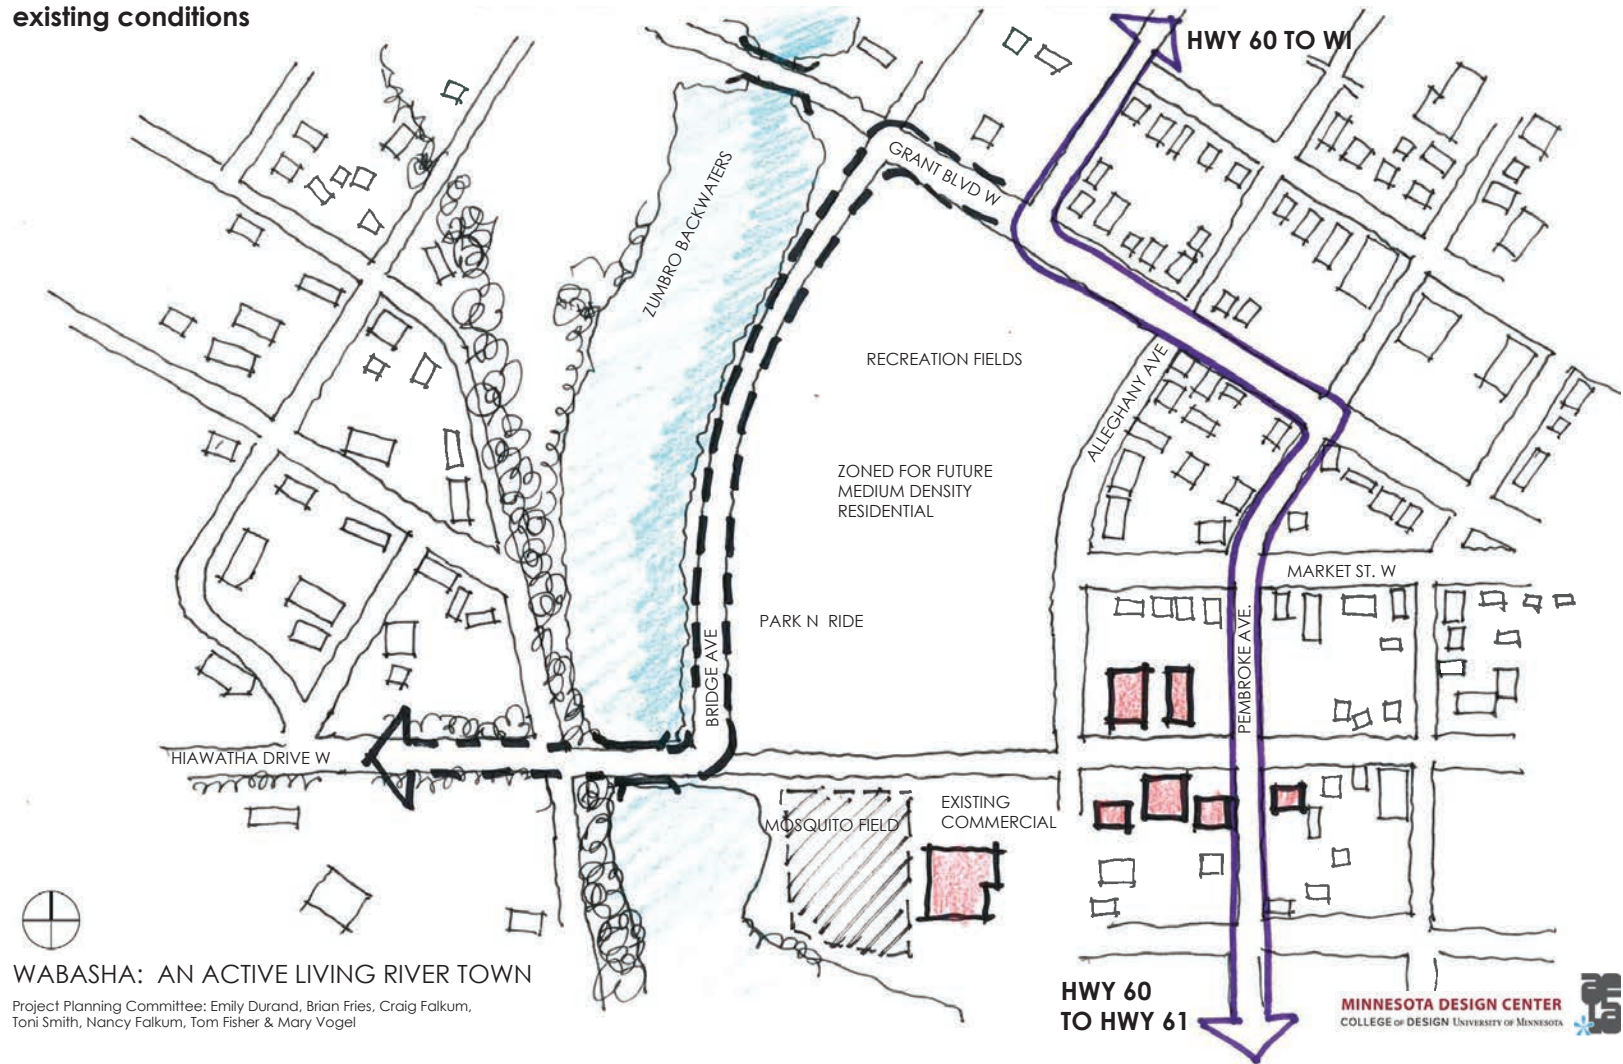 existing conditions
HWY 60 TO WI
GRANT BLVD W
ZUMBRO BACKWATERS
RECREATION FIELDS
ALLEGHANY AVE
ZONED FOR FUTURE
MEDIUM DENSITY
RESIDENTIAL
MARKET ST. W
PARK N RIDE
BRIDGE AVE
PEMBROKE AVE.
HIAWATHA DRIVE W
MOSQUITO FIELD
EXISTING
COMMERCIAL
WABASHA: AN ACTIVE LIVING RIVER TOWN
Project Planning Committee: Emily Durand, Brian Fries, Craig Falkum,
Toni Smith, Nancy Falkum, Tom Fisher & Mary Vogel
HWY 60
TO HWY 61
MINNESOTA DESIGN CENTER
COLLEGE OF DESIGN UNIVERSITY OF MINNESOTA